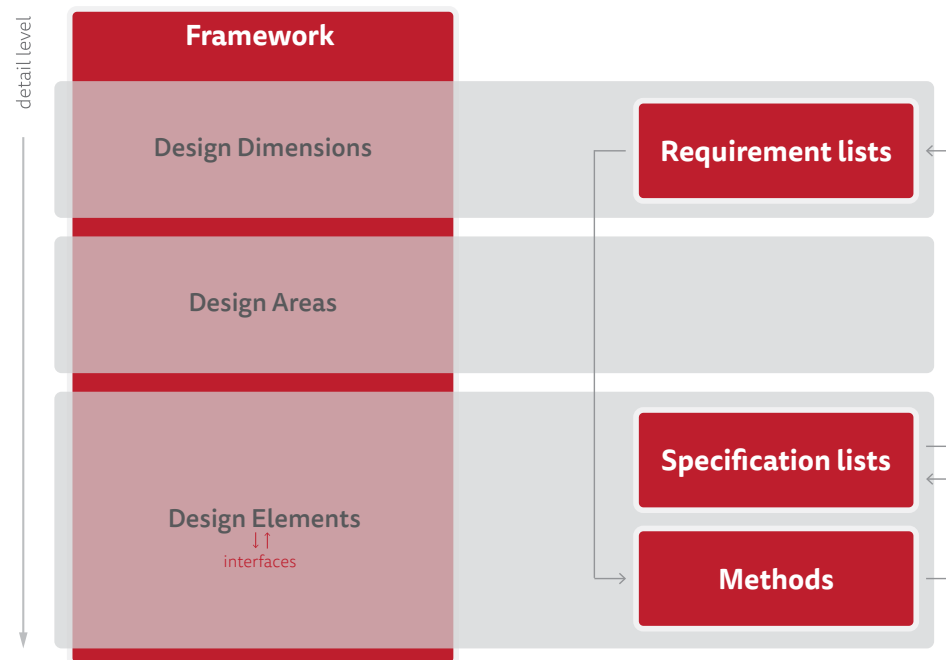 detail level
Framework
Design Dimensions
Requirement lists
Design Areas
Specification lists
Design Elements
interfaces
Methods